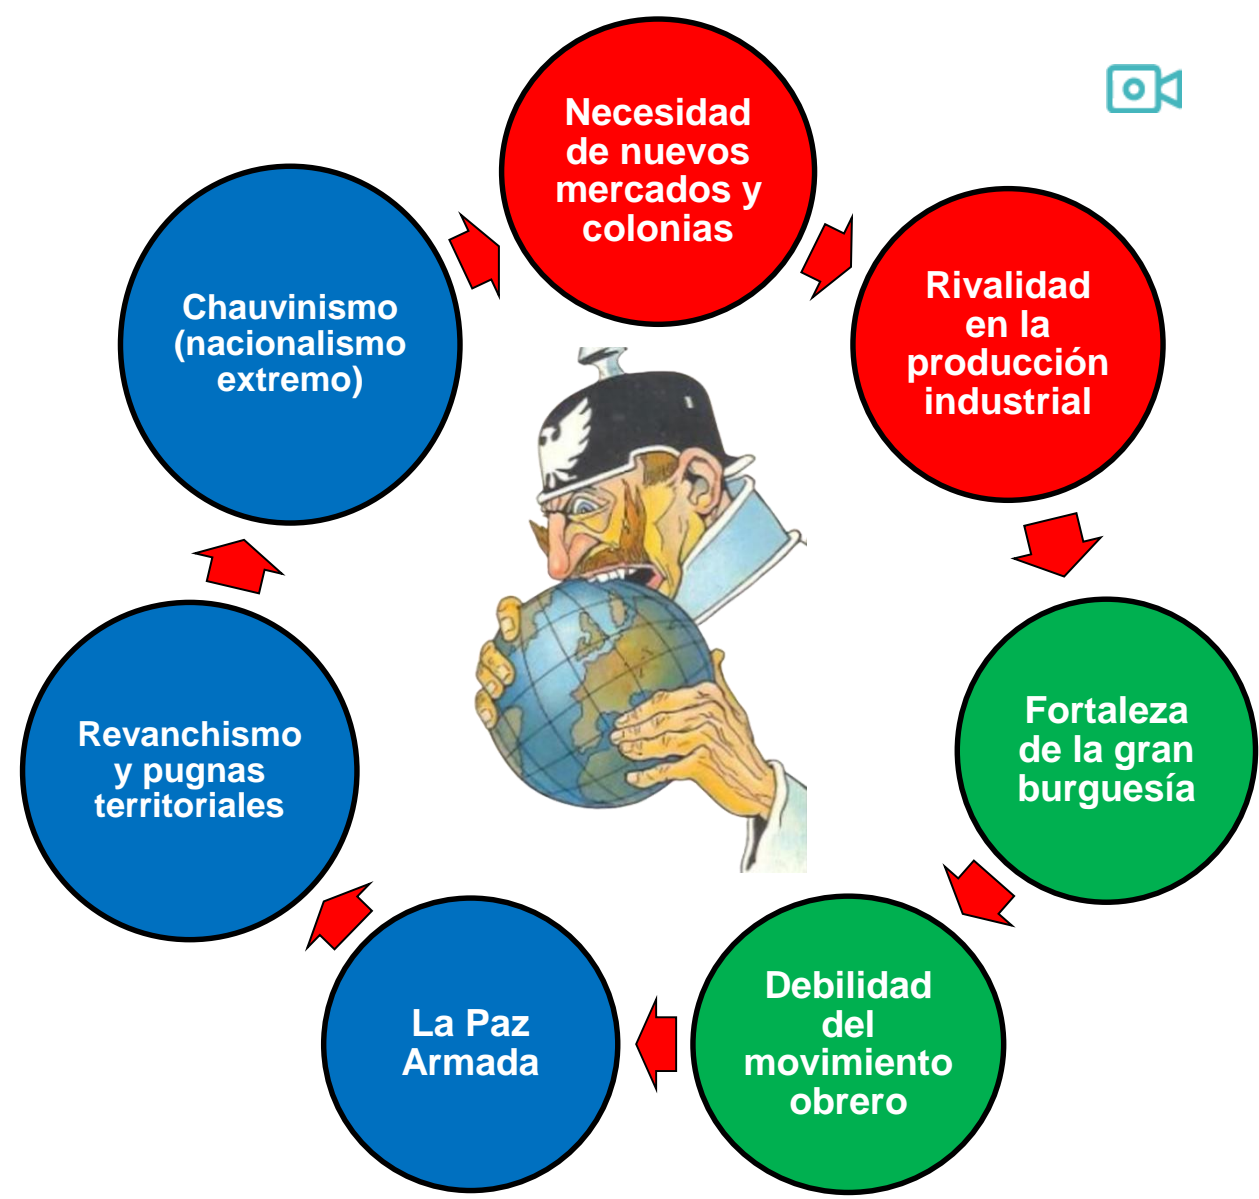 Necesidad
de nuevos
mercados y
colonias
Rivalidad
en la
producción
industrial
Fortaleza
de la gran
burguesía
Debilidad
del
movimiento
obrero
La Paz
Armada
Revanchismo
y pugnas
territoriales
Chauvinismo
(nacionalismo
extremo)